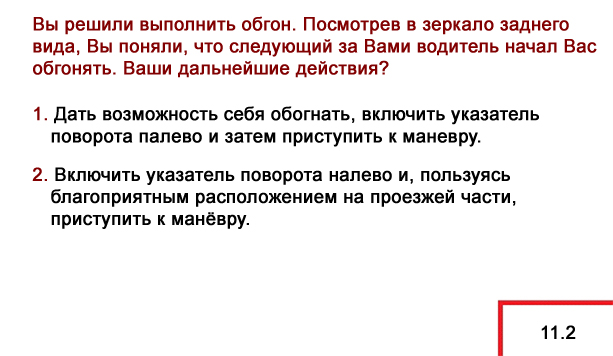 Вы решили выполнить обгон. Посмотрев в зеркало заднего
вида, Вы поняли, что следующий за Вами водитель начал Вас
обгонять. Ваши дальнейшие действия?
1. Дать возможность себя обогнать, включить указатель
поворота палево и затем приступить к маневру.
2. Включить указатель поворота налево и, пользуясь
благоприятным расположением на проезжей части,
приступить к манёвру.
11.2